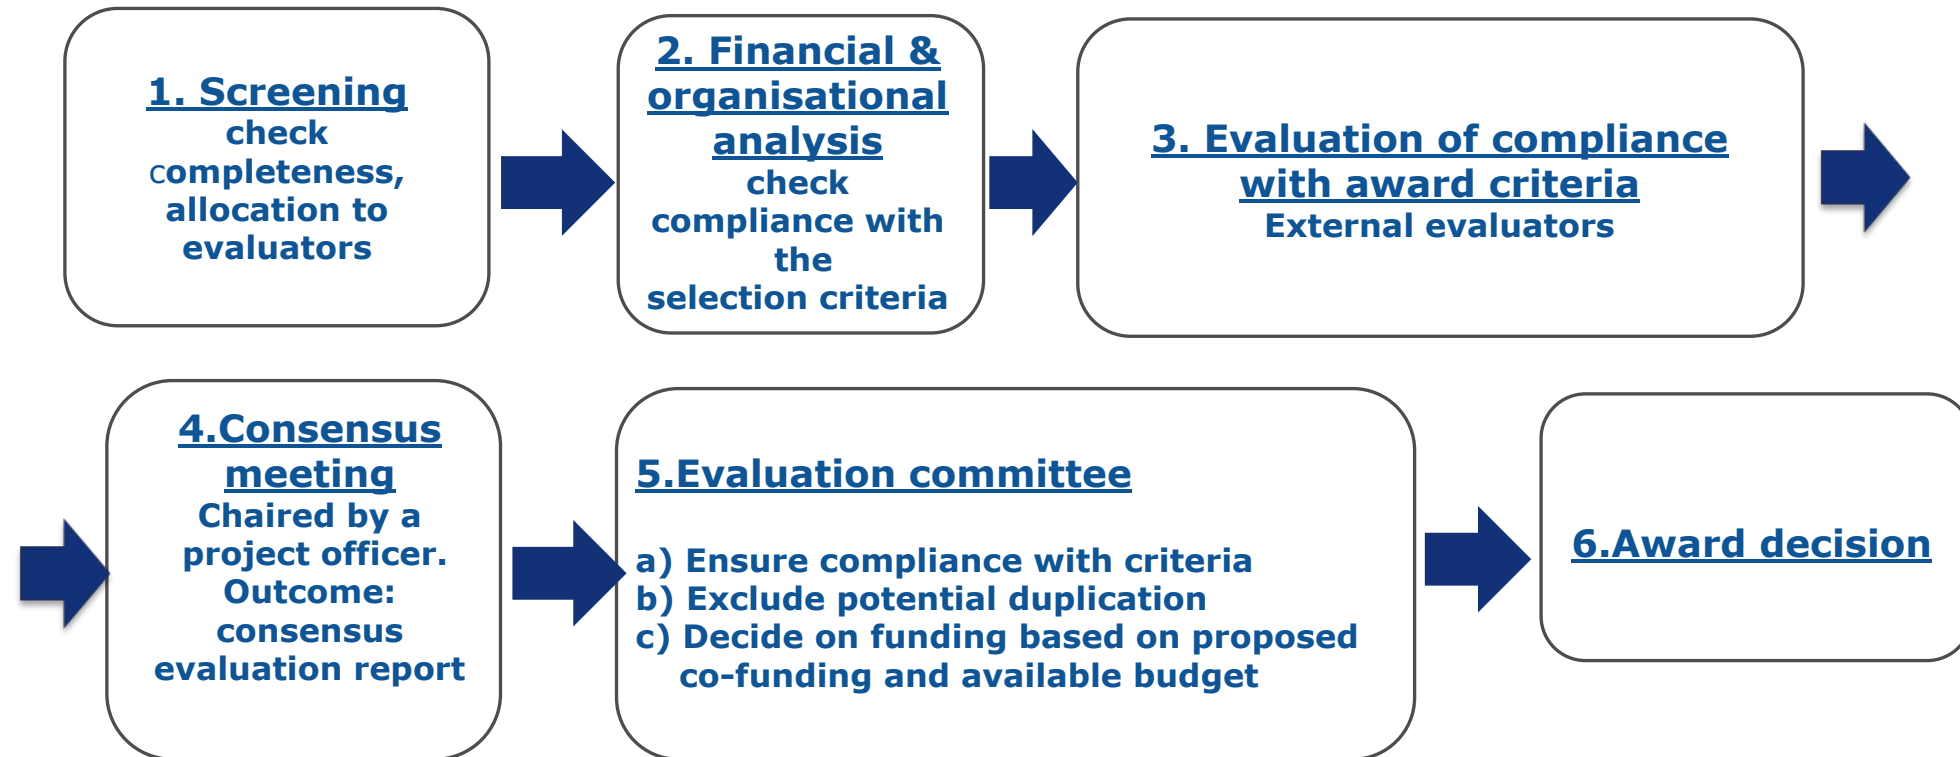 1. Screening
check
completeness,
allocation to
evaluators
2. Financial &
organisational
analysis
check
compliance with
the
selection criteria
3. Evaluation of compliance
with award criteria
External evaluators
4.Consensus
meeting
Chaired by a
project officer.
Outcome:
consensus
evaluation report
5.Evaluation committee
a) Ensure compliance with criteria
b) Exclude potential duplication
c) Decide on funding based on proposed
co-funding and available budget
6.Award decision